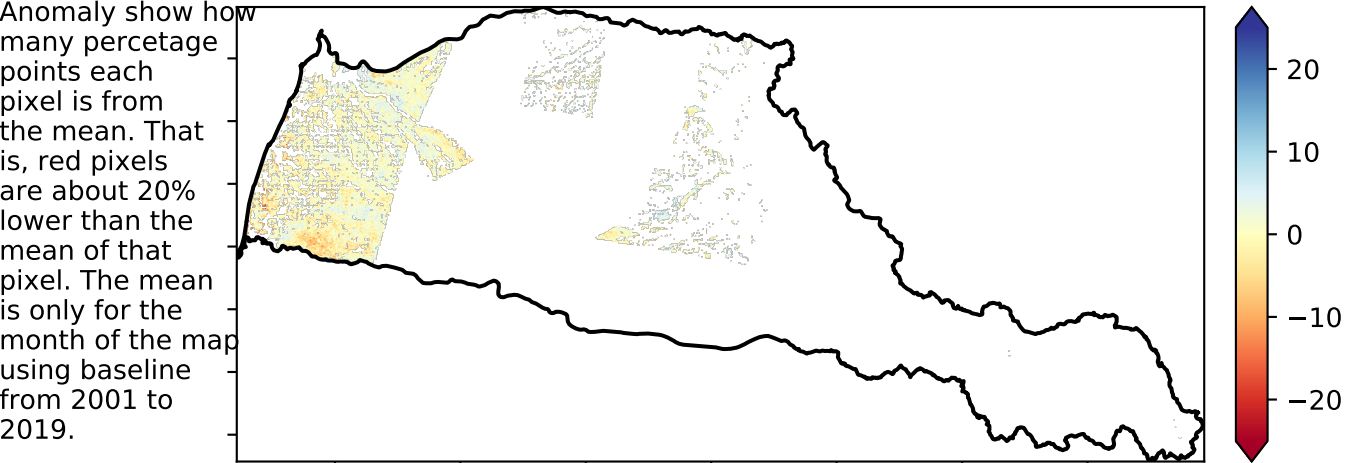 Anomaly show how
many percetage
points each
pixel is from
the mean. That
is, red pixels
are about 20%
lower than the
mean of that
pixel. The mean
is only for the
month of the map
using baseline
from 2001 to
2019.
20
10
0
−10
−20